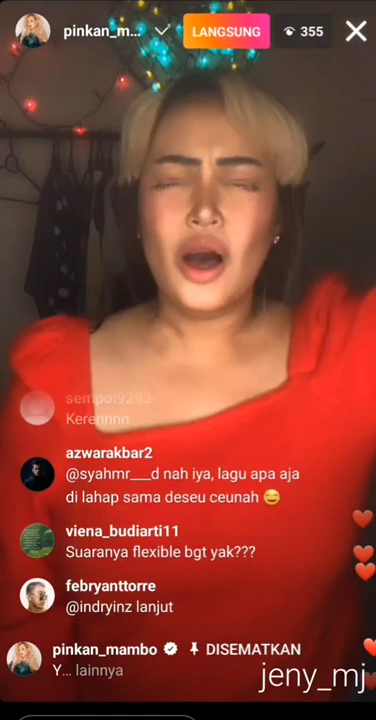 pinkan_m...
LANGSUNG
355
sempol9293
Kerennnn
azwarakbar2
@syahmr___d nah iya, lagu apa aja
di lahap sama deseu ceunah 😅
viena_budiarti11
Suaranya flexible bgt yak???
febryanttorre
@indryinz lanjut
pinkan_mambo DISEMATKAN
Y... lainnya
jeny_mj